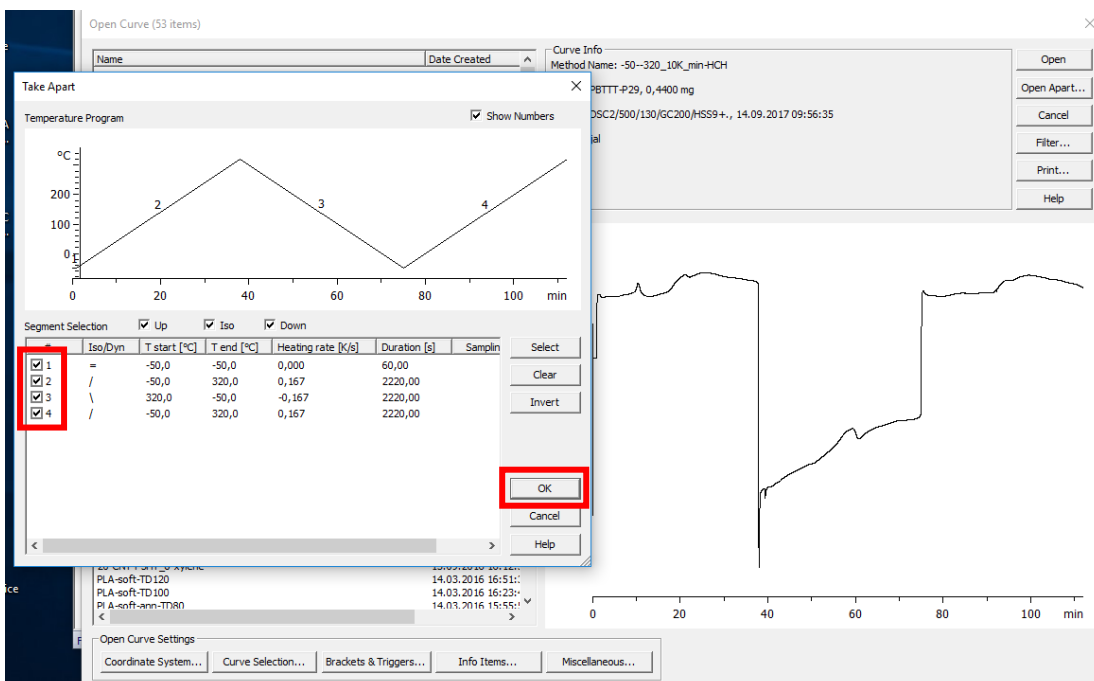 Open Curve (53 items)
Name Date Created
Curve Info
Method Name: -50--320_10K_min-HCH
PBTTT-P29, 0,4400 mg
DSC2/500/130/GC200/HSS9+., 14.09.2017 09:56:35
Open
Open Apart...
Cancel
Filter...
Print...
Help
Take Apart
Temperature Program
Show Numbers
°C
200
100
0
1
2
3
4
0 20 40 60 80 100 min
Segment Selection Up Iso Down
# Iso/Dyn T start [°C] T end [°C] Heating rate [K/s] Duration [s] Samplin
1 = -50,0 -50,0 0,000 60,00
2 / -50,0 320,0 0,167 2220,00
3 \ 320,0 -50,0 -0,167 2220,00
4 / -50,0 320,0 0,167 2220,00
Select
Clear
Invert
OK
Cancel
Help
PLA-soft-TD120 14.03.2016 16:51:
PLA-soft-TD100 14.03.2016 16:23:
PLA-soft-ann-TD80 14.03.2016 15:55:
0 20 40 60 80 100 min
Open Curve Settings
Coordinate System... Curve Selection... Brackets & Triggers... Info Items... Miscellaneous...